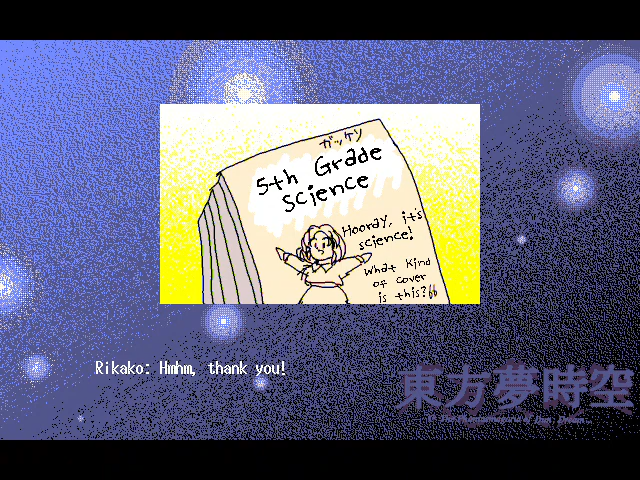 ガッケソ
5th Grade
Science
Hooray, it's
science!
What kind
of cover
is this?
Rikako: Hmhm, thank you!
東方夢時空